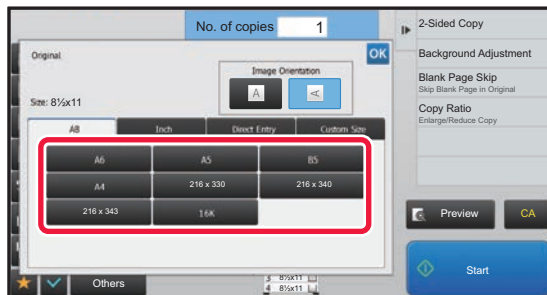 No. of copies 1
2-Sided Copy
Original
OK
Background Adjustment
Image Orientation
Blank Page Skip
Skip Blank Page in Original
A A
Size: 8½x11
Copy Ratio
Enlarge/Reduce Copy
AB Inch Direct Entry Custom Size
A6 A5 B5
A4 216 x 330 216 x 340
216 x 343 16K
Preview CA
Start
Others
3 8½x11
4 8½x11